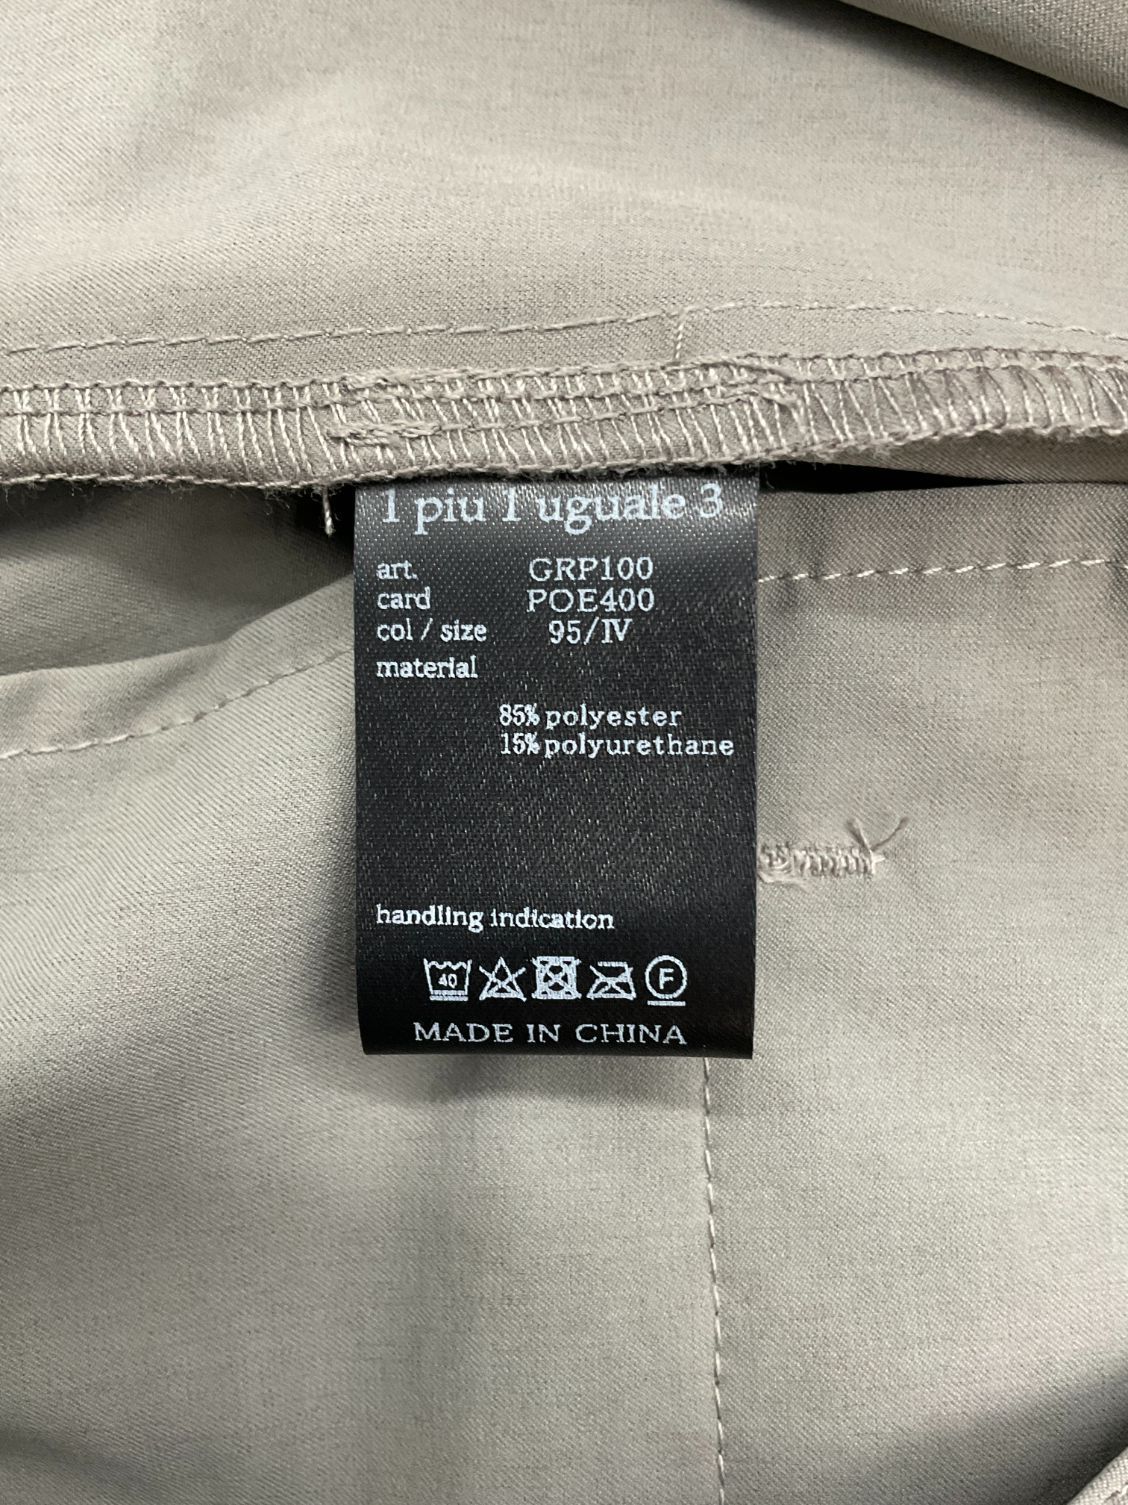 1 piu 1 uguale 3
art. GRP100
card POE400
col / size 95/IV
material
85% polyester
15% polyurethane
handling indication
40 F
MADE IN CHINA